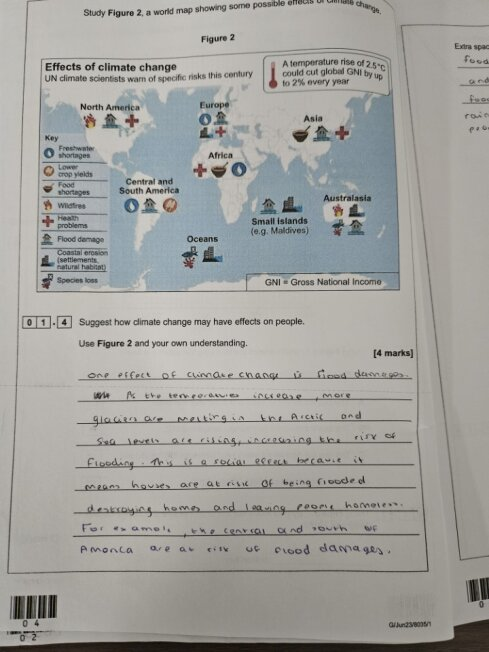 Study Figure 2, a world map showing some possible effects of climate change.
Figure 2
Effects of climate change
UN climate scientists warn of specific risks this century
A temperature rise of 2.5°C
could cut global GNI by up
to 2% every year
North America
Europe
Asia
Africa
Key
Freshwater
shortages
Lower
crop yields
Food
shortages
Wildfires
Health
problems
Flood damage
Coastal erosion
(settlements,
natural habitat)
Species loss
Central and
South America
Australasia
Small islands
(e.g. Maldives)
Oceans
GNI = Gross National Income
0 1 . 4 Suggest how climate change may have effects on people.
Use Figure 2 and your own understanding.
[4 marks]
one effect of climate change is flood damages.
As the temperatures increase, more
glaciers are melting in the Arctic and
Sea levels are rising, increasing the risk of
flooding. This is a social effect because it
means houses are at risk of being flooded
destroying homes and leaving people homeless.
For example, the central and south of
America are at risk of flood damages.
0 4
0 2
G/Jun23/8035/1
Extra spac
food
and
food
rain
0